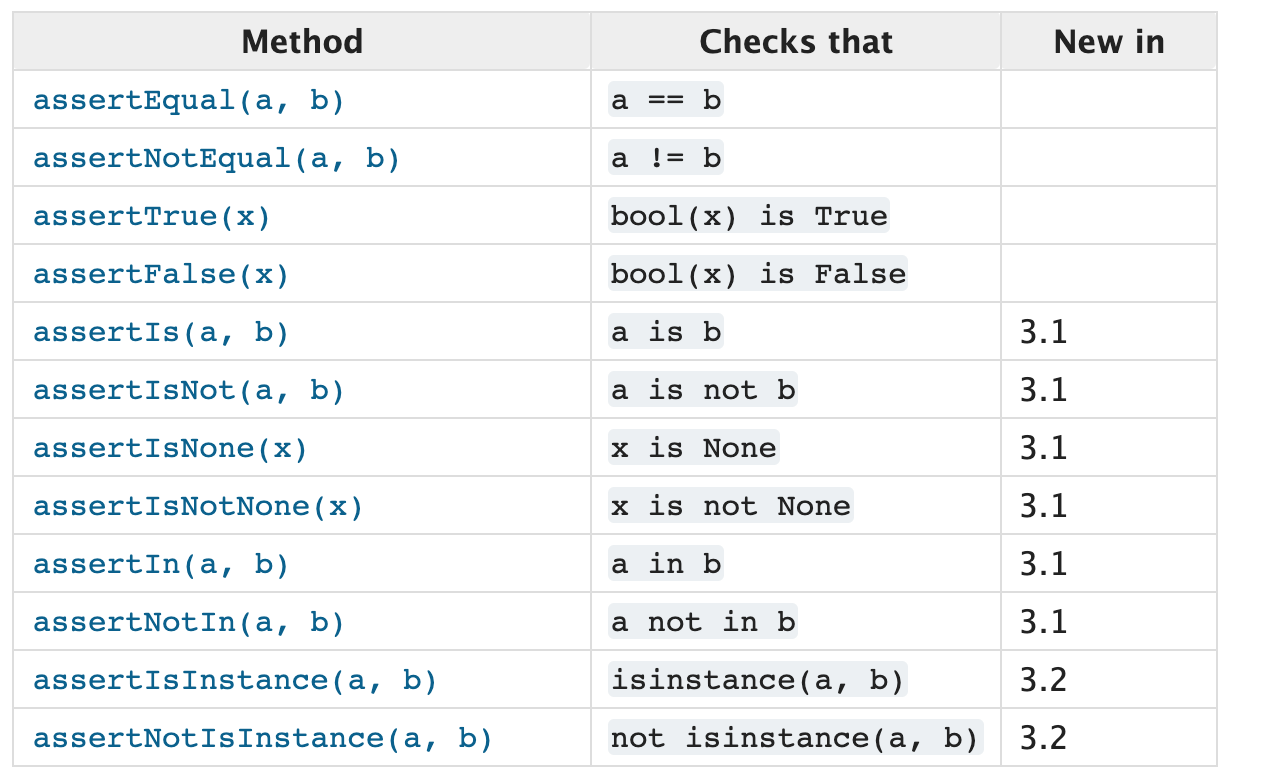 Method Checks that New in
assertEqual(a, b) a == b
assertNotEqual(a, b) a != b
assertTrue(x) bool(x) is True
assertFalse(x) bool(x) is False
assertIs(a, b) a is b 3.1
assertIsNot(a, b) a is not b 3.1
assertIsNone(x) x is None 3.1
assertIsNotNone(x) x is not None 3.1
assertIn(a, b) a in b 3.1
assertNotIn(a, b) a not in b 3.1
assertIsInstance(a, b) isinstance(a, b) 3.2
assertNotIsInstance(a, b) not isinstance(a, b) 3.2